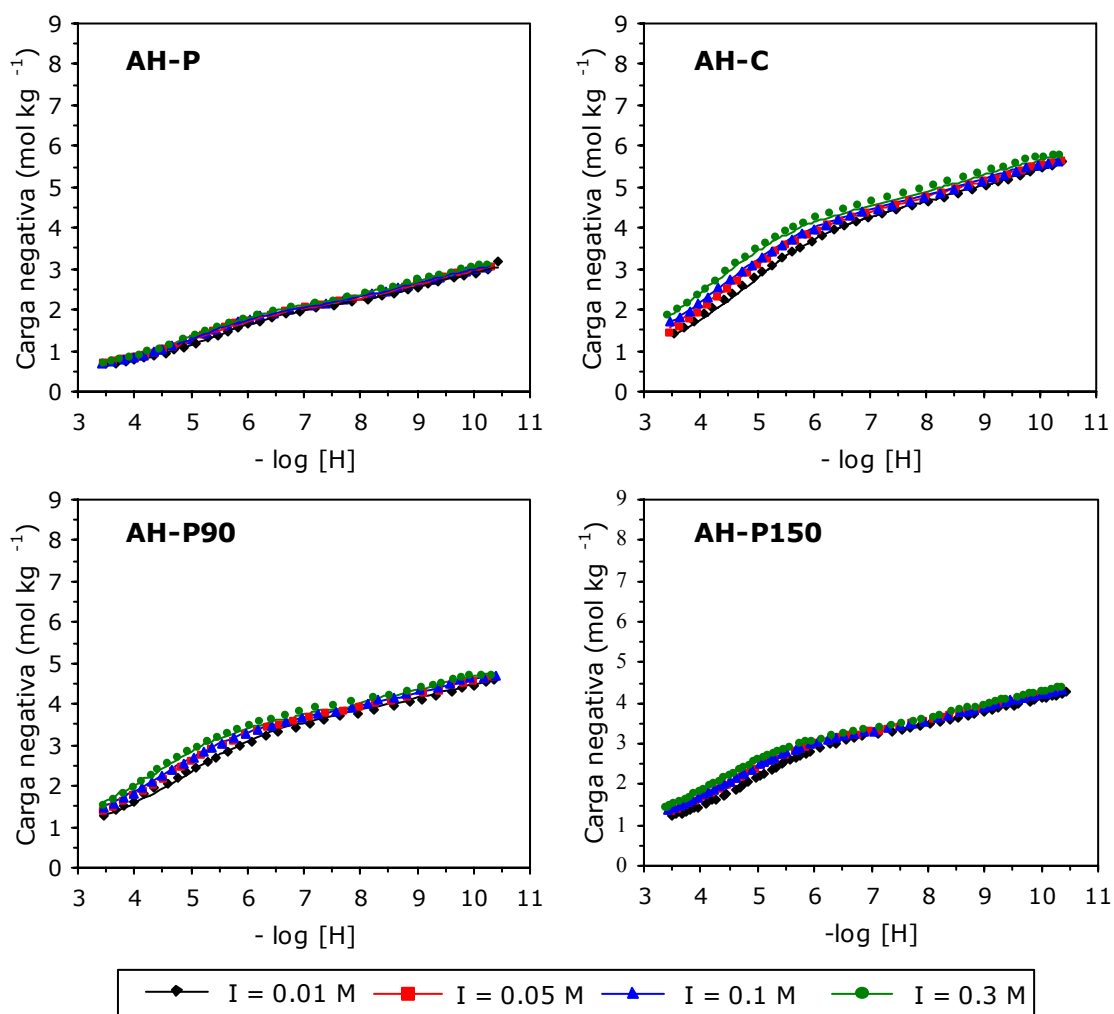 AH-P
Carga negativa (mol kg -1)
9
8
7
6
5
4
3
2
1
0
3 4 5 6 7 8 9 10 11
- log [H]
AH-C
Carga negativa (mol kg -1)
9
8
7
6
5
4
3
2
1
0
3 4 5 6 7 8 9 10 11
- log [H]
AH-P90
Carga negativa (mol kg -1)
9
8
7
6
5
4
3
2
1
0
3 4 5 6 7 8 9 10 11
- log [H]
AH-P150
Carga negativa (mol kg -1)
9
8
7
6
5
4
3
2
1
0
3 4 5 6 7 8 9 10 11
-log [H]
I = 0.01 M I = 0.05 M I = 0.1 M I = 0.3 M